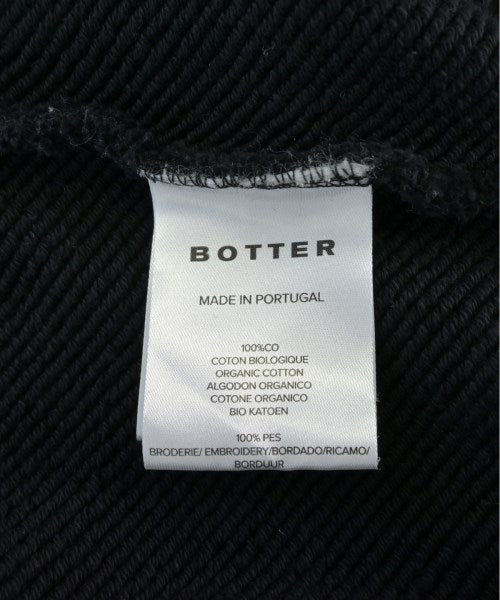 BOTTER
MADE IN PORTUGAL
100%CO
COTON BIOLOGIQUE
ORGANIC COTTON
ALGODON ORGANICO
COTONE ORGANICO
BIO KATOEN
100% PES
BRODERIE/ EMBROIDERY/BORDADO/RICAMO/
BORDUUR